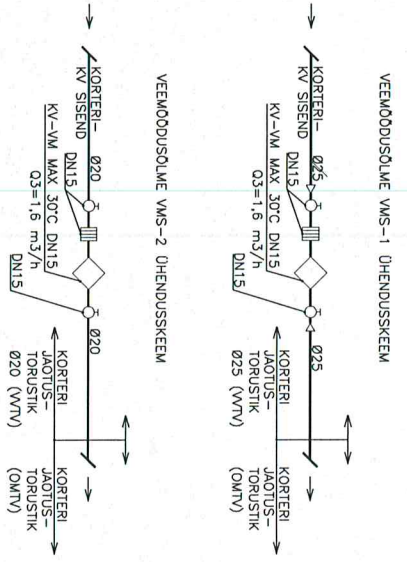 VEEMÕÕDUSÕLME VMS-1 ÜHENDUSSKEEM
KORTERI-
KV SISEND
Ø25
DN15
KV-VM MAX 30°C DN15
Q3=1,6 m3/h
DN15
Ø25
KORTERI
JAOTUS-
TORUSTIK
Ø25 (VVTV)
KORTERI
JAOTUS-
TORUSTIK
(OMTV)
VEEMÕÕDUSÕLME VMS-2 ÜHENDUSSKEEM
KORTERI-
KV SISEND
Ø20
DN15
KV-VM MAX 30°C DN15
Q3=1,6 m3/h
DN15
Ø20
KORTERI
JAOTUS-
TORUSTIK
Ø20 (VVTV)
KORTERI
JAOTUS-
TORUSTIK
(OMTV)